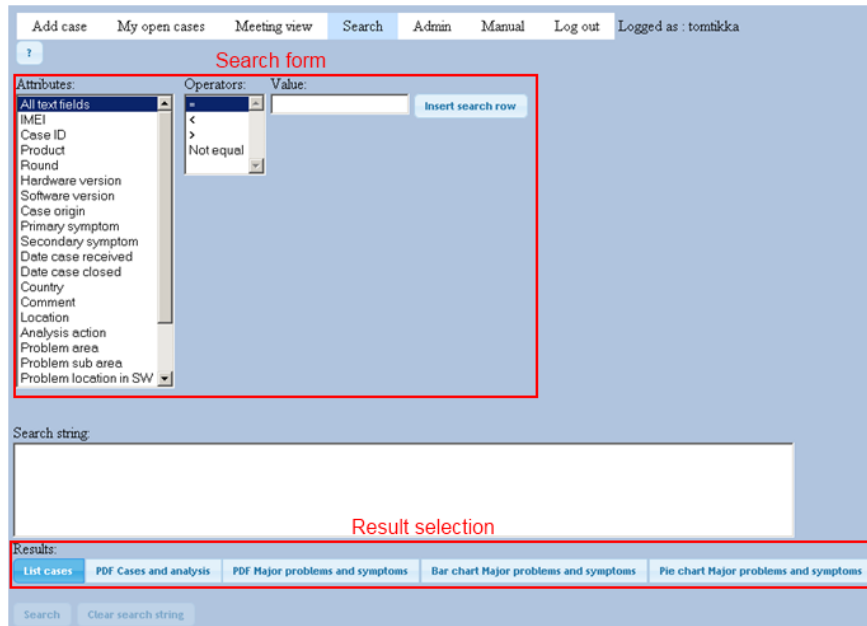 Add case My open cases Meeting view Search Admin Manual Log out Logged as : tomtikka
?
Search form
Attributes: Operators: Value:
All text fields
IMEI
Case ID
Product
Round
Hardware version
Software version
Case origin
Primary symptom
Secondary symptom
Date case received
Date case closed
Country
Comment
Location
Analysis action
Problem area
Problem sub area
Problem location in SW
=
<
>
Not equal
Insert search row
Search string:
Result selection
Results:
List cases PDF Cases and analysis PDF Major problems and symptoms Bar chart Major problems and symptoms Pie chart Major problems and symptoms
Search Clear search string